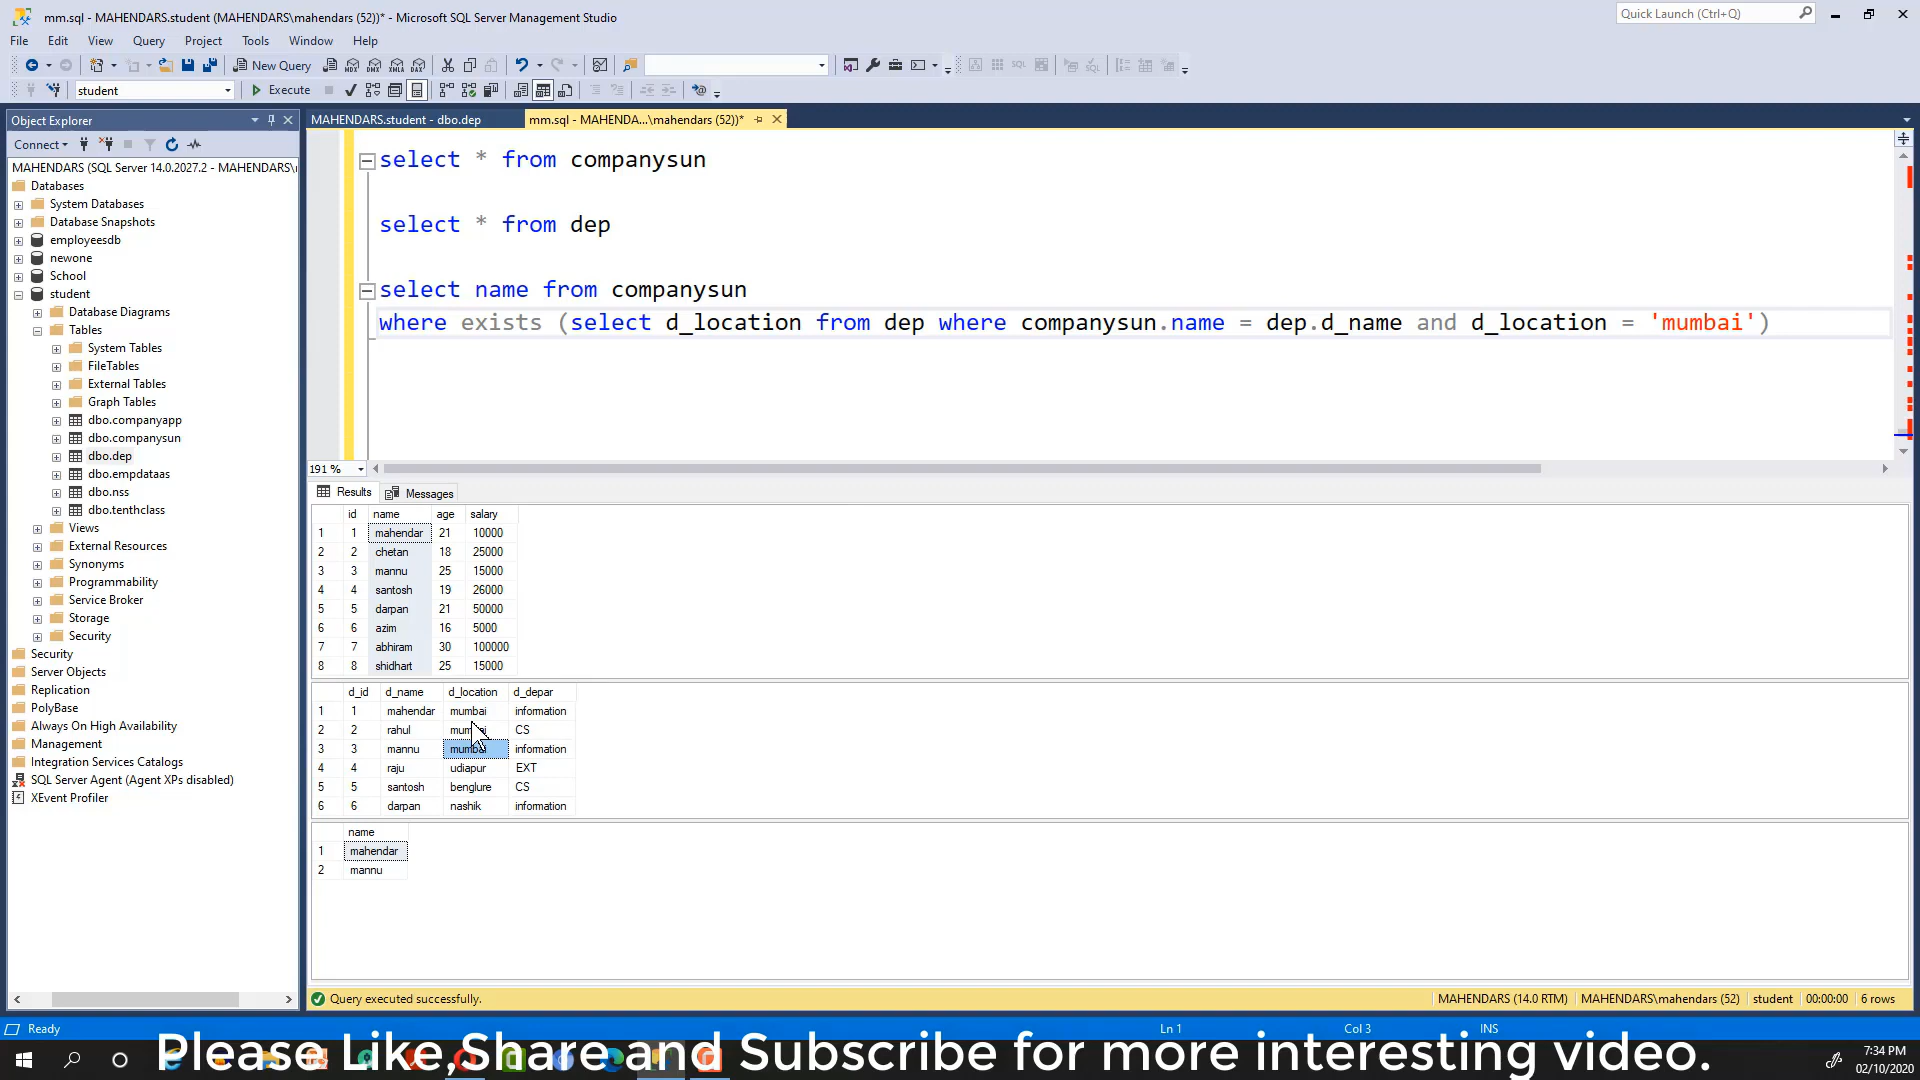 mm.sql - MAHENDARS.student (MAHENDARS\mahendars (52))* - Microsoft SQL Server Management Studio
Quick Launch (Ctrl+Q)
File Edit View Query Project Tools Window Help
New Query
student
Execute
Object Explorer
MAHENDARS.student - dbo.dep
mm.sql - MAHENDA...\mahendars (52))*
Connect
MAHENDARS (SQL Server 14.0.2027.2 - MAHENDARS\
Databases
System Databases
Database Snapshots
employeesdb
newone
School
student
Database Diagrams
Tables
System Tables
FileTables
External Tables
Graph Tables
dbo.companyapp
dbo.companysun
dbo.dep
dbo.empdataas
dbo.nss
dbo.tenthclass
Views
External Resources
Synonyms
Programmability
Service Broker
Storage
Security
Security
Server Objects
Replication
PolyBase
Always On High Availability
Management
Integration Services Catalogs
SQL Server Agent (Agent XPs disabled)
XEvent Profiler
select * from companysun
select * from dep
select name from companysun
where exists (select d_location from dep where companysun.name = dep.d_name and d_location = 'mumbai')
191 %
Results Messages
id name age salary
1 1 mahendar 21 10000
2 2 chetan 18 25000
3 3 mannu 25 15000
4 4 santosh 19 26000
5 5 darpan 21 50000
6 6 azim 16 5000
7 7 abhiram 30 100000
8 8 shidhart 25 15000
d_id d_name d_location d_depar
1 1 mahendar mumbai information
2 2 rahul mumbai CS
3 3 mannu mumbai information
4 4 raju udiapur EXT
5 5 santosh benglure CS
6 6 darpan nashik information
name
1 mahendar
2 mannu
Query executed successfully.
MAHENDARS (14.0 RTM) MAHENDARS\mahendars (52) student 00:00:00 6 rows
Ready
Ln 1 Col 3 INS
Please Like,Share and Subscribe for more interesting video.
7:34 PM
02/10/2020